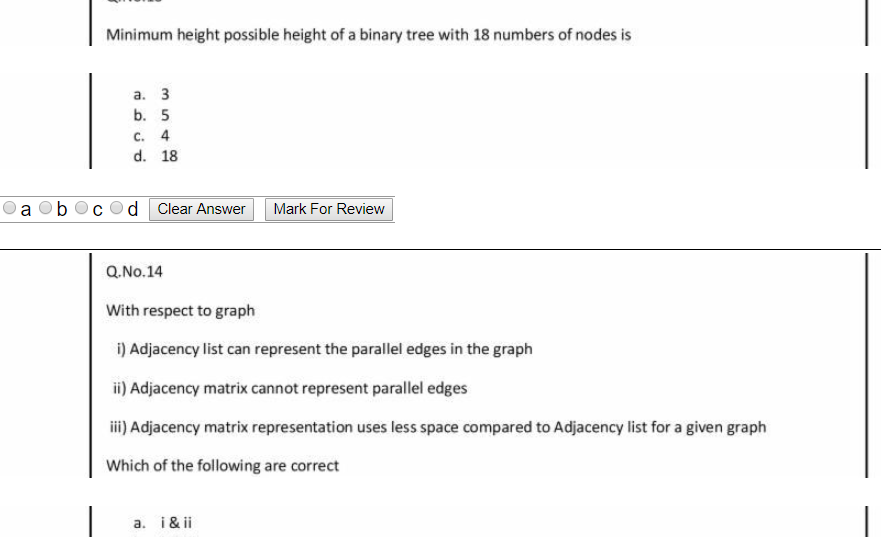 Minimum height possible height of a binary tree with 18 numbers of nodes is
a. 3
b. 5
c. 4
d. 18
a b c d Clear Answer Mark For Review
Q.No.14
With respect to graph
i) Adjacency list can represent the parallel edges in the graph
ii) Adjacency matrix cannot represent parallel edges
iii) Adjacency matrix representation uses less space compared to Adjacency list for a given graph
Which of the following are correct
a. i & ii